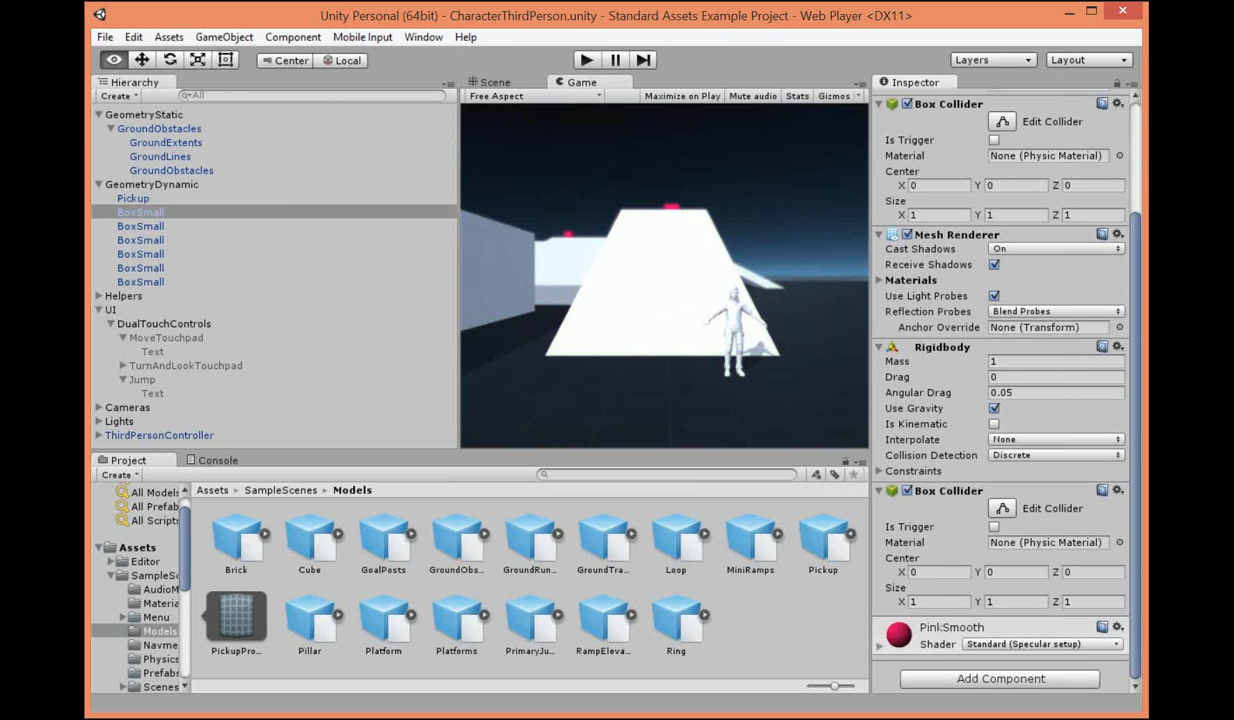 Unity Personal (64bit) - CharacterThirdPerson.unity - Standard Assets Example Project - Web Player <DX11>
File Edit Assets GameObject Component Mobile Input Window Help
Center Local Layers Layout
Hierarchy
Create All
GeometryStatic
GroundObstacles
GroundExtents
GroundLines
GroundObstacles
GeometryDynamic
Pickup
BoxSmall
BoxSmall
BoxSmall
BoxSmall
BoxSmall
BoxSmall
Helpers
UI
DualTouchControls
MoveTouchpad
Text
TurnAndLookTouchpad
Jump
Text
Cameras
Lights
ThirdPersonController
Scene Game
Free Aspect Maximize on Play Mute audio Stats Gizmos
Inspector
Box Collider
Edit Collider
Is Trigger
Material None (Physic Material)
Center
X 0 Y 0 Z 0
Size
X 1 Y 1 Z 1
Mesh Renderer
Cast Shadows On
Receive Shadows
Materials
Use Light Probes
Reflection Probes Blend Probes
Anchor Override None (Transform)
Rigidbody
Mass 1
Drag 0
Angular Drag 0.05
Use Gravity
Is Kinematic
Interpolate None
Collision Detection Discrete
Constraints
Box Collider
Edit Collider
Is Trigger
Material None (Physic Material)
Center
X 0 Y 0 Z 0
Size
X 1 Y 1 Z 1
PinkSmooth
Shader Standard (Specular setup)
Add Component
Project Console
Create
All Models
All Prefab
All Scripts
Assets
Editor
SampleSc
AudioM
Materia
Menu
Models
Navme
Physics
Prefabs
Scenes
Assets SampleScenes Models
Brick Cube GoalPosts GroundObs... GroundRun... GroundTra... Loop MiniRamps Pickup
PickupPro... Pillar Platform Platforms PrimaryJu... RampEleva... Ring